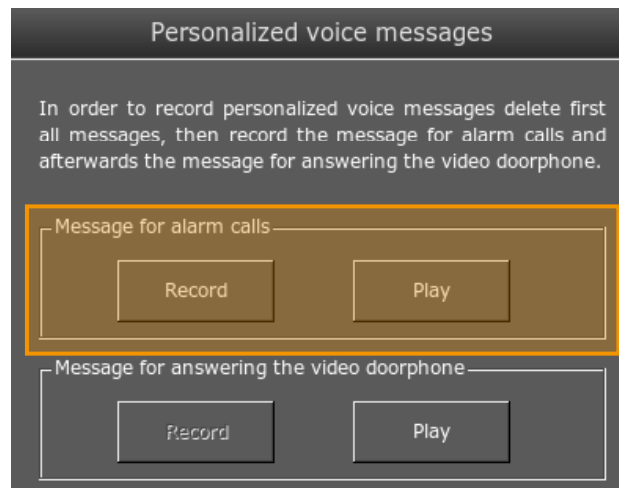 Personalized voice messages
In order to record personalized voice messages delete first
all messages, then record the message for alarm calls and
afterwards the message for answering the video doorphone.
Message for alarm calls
Record Play
Message for answering the video doorphone
Record Play